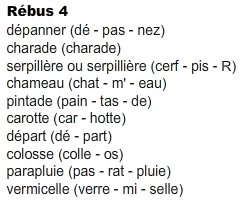 Rébus 4
dépanner (dé - pas - nez)
charade (charade)
serpillère ou serpillière (cerf - pis - R)
chameau (chat - m' - eau)
pintade (pain - tas - de)
carotte (car - hotte)
départ (dé - part)
colosse (colle - os)
parapluie (pas - rat - pluie)
vermicelle (verre - mi - selle)